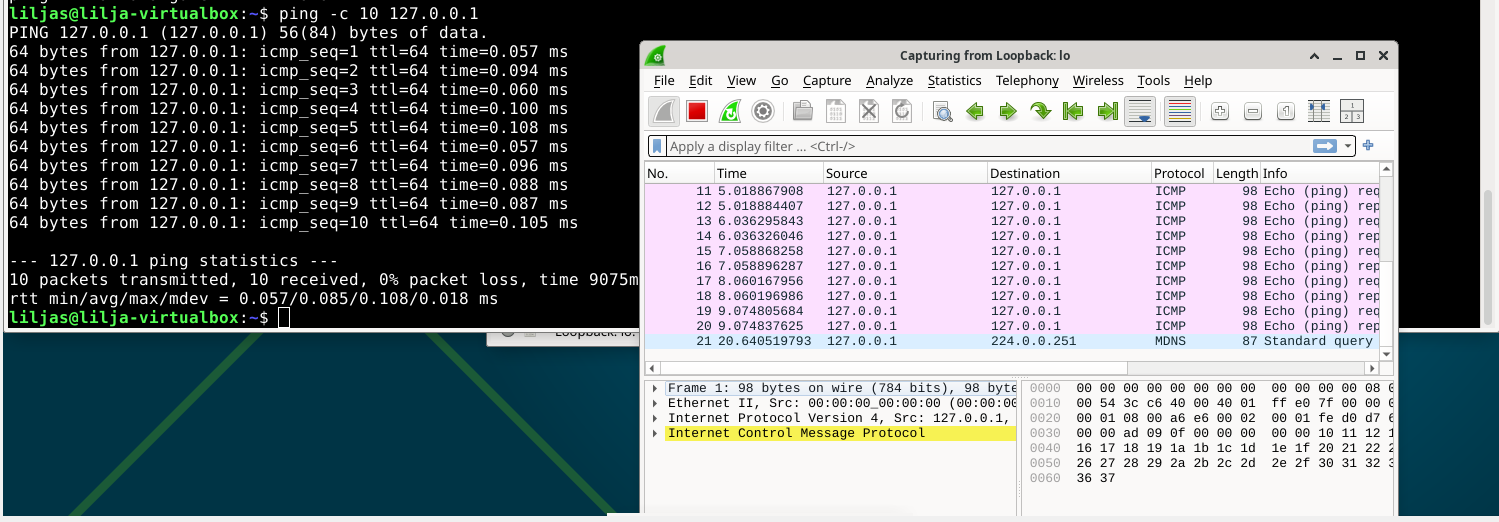 liljas@lilja-virtualbox:~$ ping -c 10 127.0.0.1
PING 127.0.0.1 (127.0.0.1) 56(84) bytes of data.
64 bytes from 127.0.0.1: icmp_seq=1 ttl=64 time=0.057 ms
64 bytes from 127.0.0.1: icmp_seq=2 ttl=64 time=0.094 ms
64 bytes from 127.0.0.1: icmp_seq=3 ttl=64 time=0.060 ms
64 bytes from 127.0.0.1: icmp_seq=4 ttl=64 time=0.100 ms
64 bytes from 127.0.0.1: icmp_seq=5 ttl=64 time=0.108 ms
64 bytes from 127.0.0.1: icmp_seq=6 ttl=64 time=0.057 ms
64 bytes from 127.0.0.1: icmp_seq=7 ttl=64 time=0.096 ms
64 bytes from 127.0.0.1: icmp_seq=8 ttl=64 time=0.088 ms
64 bytes from 127.0.0.1: icmp_seq=9 ttl=64 time=0.087 ms
64 bytes from 127.0.0.1: icmp_seq=10 ttl=64 time=0.105 ms
--- 127.0.0.1 ping statistics ---
10 packets transmitted, 10 received, 0% packet loss, time 9075m
rtt min/avg/max/mdev = 0.057/0.085/0.108/0.018 ms
liljas@lilja-virtualbox:~$
Loopback: lo:
Capturing from Loopback: lo
File Edit View Go Capture Analyze Statistics Telephony Wireless Tools Help
Apply a display filter ... <Ctrl-/>
No. Time Source Destination Protocol Length Info
11 5.018867908 127.0.0.1 127.0.0.1 ICMP 98 Echo (ping) req
12 5.018884407 127.0.0.1 127.0.0.1 ICMP 98 Echo (ping) rep
13 6.036295843 127.0.0.1 127.0.0.1 ICMP 98 Echo (ping) req
14 6.036326046 127.0.0.1 127.0.0.1 ICMP 98 Echo (ping) rep
15 7.058868258 127.0.0.1 127.0.0.1 ICMP 98 Echo (ping) req
16 7.058896287 127.0.0.1 127.0.0.1 ICMP 98 Echo (ping) rep
17 8.060167956 127.0.0.1 127.0.0.1 ICMP 98 Echo (ping) req
18 8.060196986 127.0.0.1 127.0.0.1 ICMP 98 Echo (ping) rep
19 9.074805684 127.0.0.1 127.0.0.1 ICMP 98 Echo (ping) req
20 9.074837625 127.0.0.1 127.0.0.1 ICMP 98 Echo (ping) rep
21 20.640519793 127.0.0.1 224.0.0.251 MDNS 87 Standard query
Frame 1: 98 bytes on wire (784 bits), 98 byte
Ethernet II, Src: 00:00:00_00:00:00 (00:00:00
Internet Protocol Version 4, Src: 127.0.0.1,
Internet Control Message Protocol
0000 00 00 00 00 00 00 00 00 00 00 00 00 08 0
0010 00 54 3c c6 40 00 40 01 ff e0 7f 00 00 0
0020 00 01 08 00 a6 e6 00 02 00 01 fe d0 d7 6
0030 00 00 ad 09 0f 00 00 00 00 00 10 11 12 1
0040 16 17 18 19 1a 1b 1c 1d 1e 1f 20 21 22 2
0050 26 27 28 29 2a 2b 2c 2d 2e 2f 30 31 32 3
0060 36 37